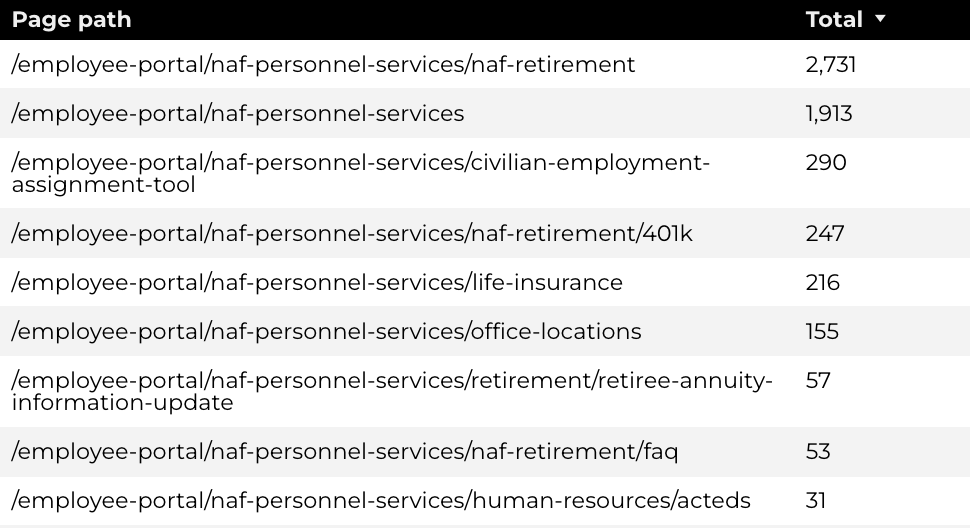 Page path Total ▼
/employee-portal/naf-personnel-services/naf-retirement 2,731
/employee-portal/naf-personnel-services 1,913
/employee-portal/naf-personnel-services/civilian-employment- 290
assignment-tool
/employee-portal/naf-personnel-services/naf-retirement/401k 247
/employee-portal/naf-personnel-services/life-insurance 216
/employee-portal/naf-personnel-services/office-locations 155
/employee-portal/naf-personnel-services/retirement/retiree-annuity- 57
information-update
/employee-portal/naf-personnel-services/naf-retirement/faq 53
/employee-portal/naf-personnel-services/human-resources/acteds 31